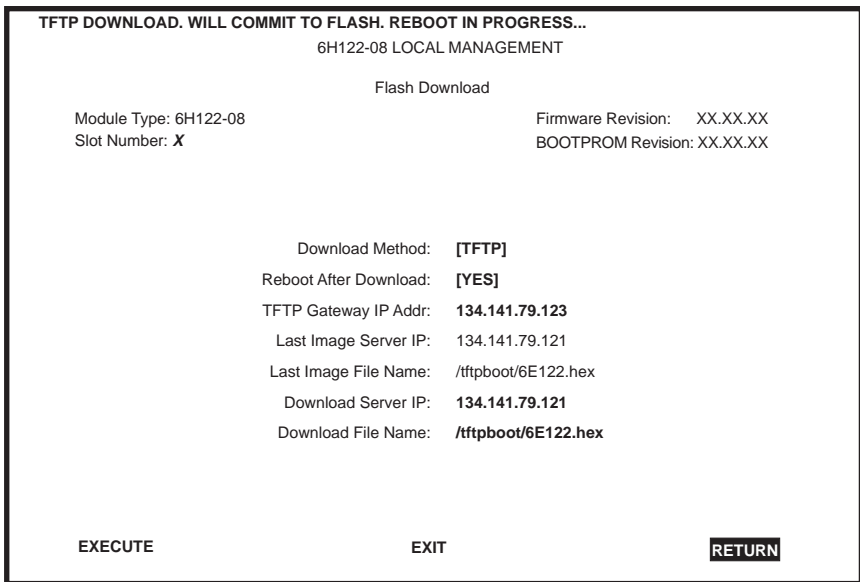 TFTP DOWNLOAD. WILL COMMIT TO FLASH. REBOOT IN PROGRESS...
6H122-08 LOCAL MANAGEMENT
Flash Download
Module Type: 6H122-08 Firmware Revision: XX.XX.XX
Slot Number: X BOOTPROM Revision: XX.XX.XX
Download Method: [TFTP]
Reboot After Download: [YES]
TFTP Gateway IP Addr: 134.141.79.123
Last Image Server IP: 134.141.79.121
Last Image File Name: /tftpboot/6E122.hex
Download Server IP: 134.141.79.121
Download File Name: /tftpboot/6E122.hex
EXECUTE EXIT RETURN